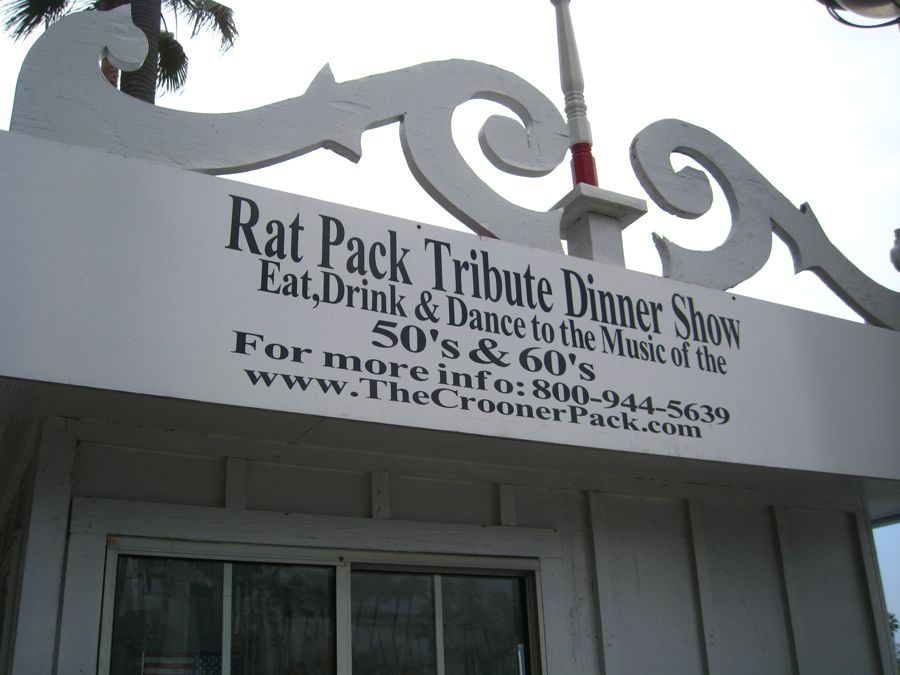 Rat Pack Tribute Dinner Show
Eat,Drink & Dance to the Music of the
50's & 60's
For more info: 800-944-5639
www.TheCroonerPack.com